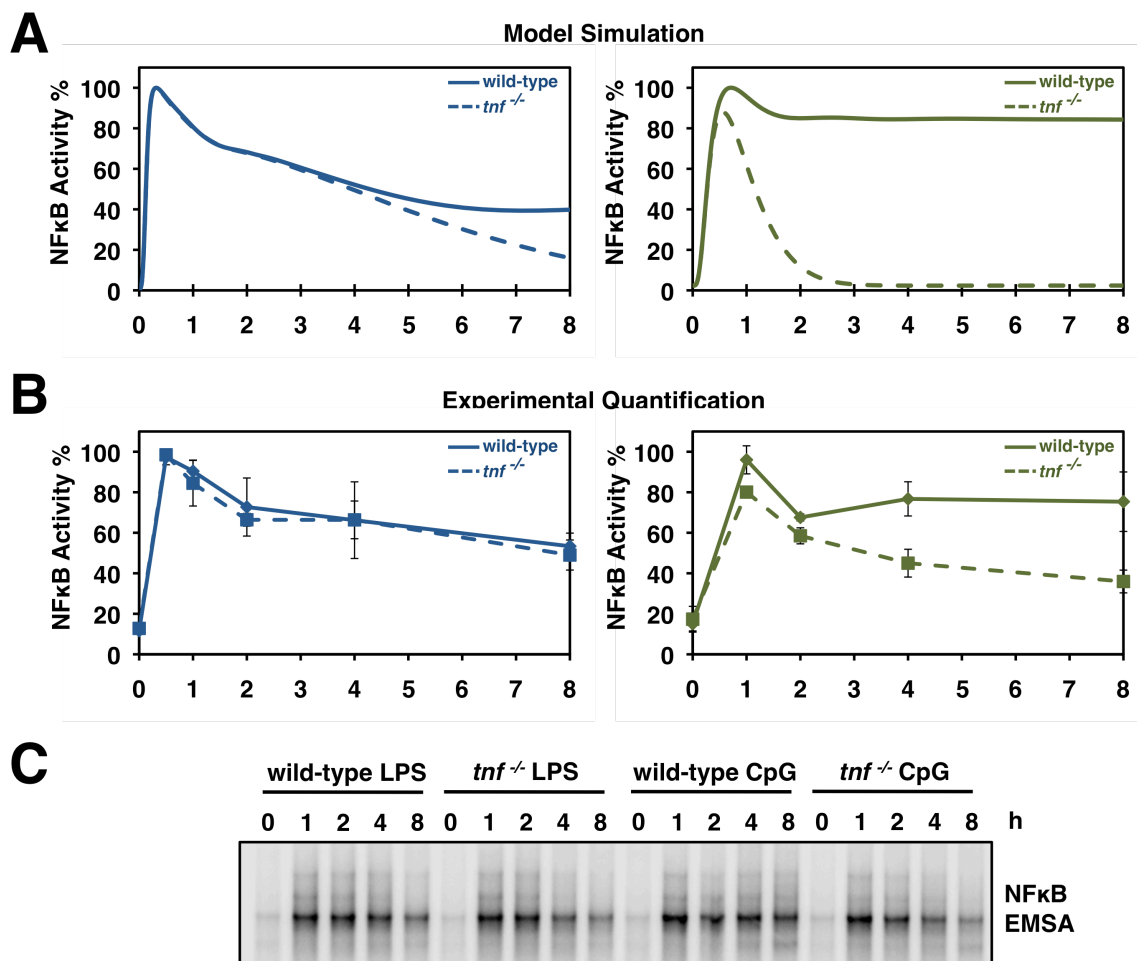 A
Model Simulation
NFκB Activity %
100
80
60
40
20
0
0 1 2 3 4 5 6 7 8
wild-type
tnf -/-
NFκB Activity %
100
80
60
40
20
0
0 1 2 3 4 5 6 7 8
wild-type
tnf -/-
B
Experimental Quantification
NFκB Activity %
100
80
60
40
20
0
0 1 2 3 4 5 6 7 8
wild-type
tnf -/-
NFκB Activity %
100
80
60
40
20
0
0 1 2 3 4 5 6 7 8
wild-type
tnf -/-
C
wild-type LPS tnf -/- LPS wild-type CpG tnf -/- CpG
0 1 2 4 8 0 1 2 4 8 0 1 2 4 8 0 1 2 4 8 h
NFκB
EMSA